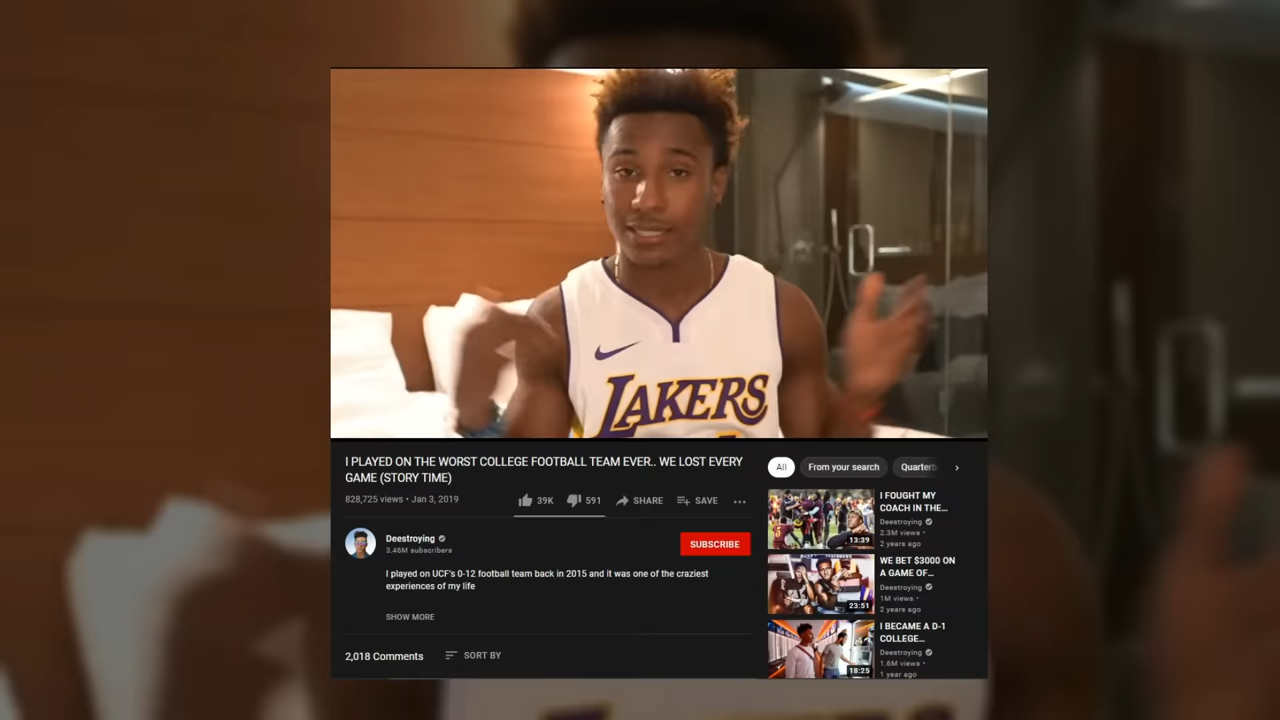 LAKERS
I PLAYED ON THE WORST COLLEGE FOOTBALL TEAM EVER.. WE LOST EVERY
GAME (STORY TIME)
828,725 views • Jan 3, 2019
39K
591
SHARE
SAVE
...
Deestroying
3.46M subscribers
SUBSCRIBE
I played on UCF's 0-12 football team back in 2015 and it was one of the craziest
experiences of my life
SHOW MORE
2,018 Comments
SORT BY
All
From your search
Quarterb
13:39
I FOUGHT MY
COACH IN THE...
Deestroying
2.3M views •
2 years ago
23:51
WE BET $3000 ON
A GAME OF...
Deestroying
1M views •
2 years ago
18:25
I BECAME A D-1
COLLEGE...
Deestroying
1.6M views •
1 year ago